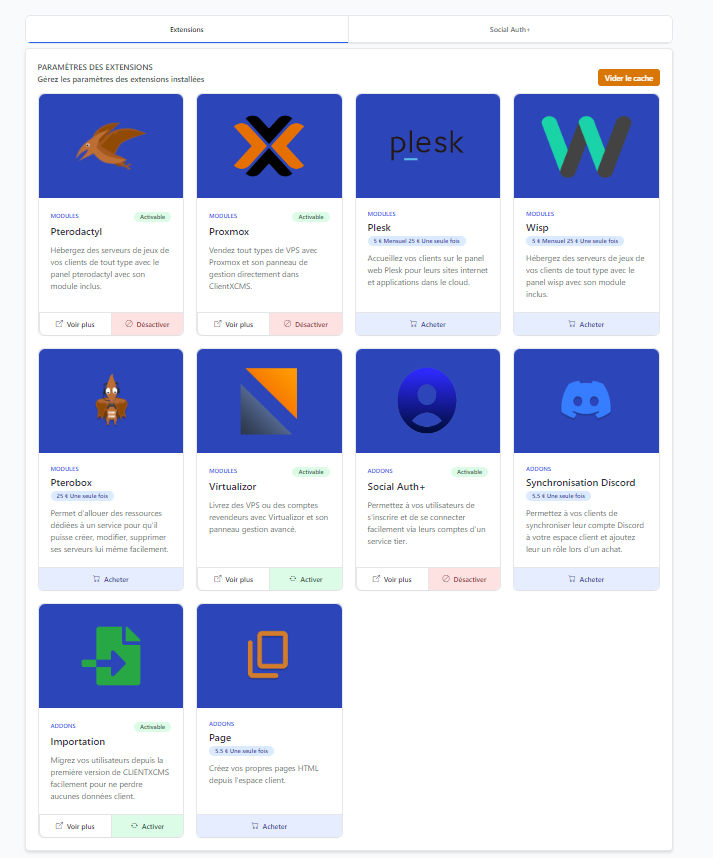 Extensions
Social Auth+
PARAMÈTRES DES EXTENSIONS
Gérez les paramètres des extensions installées
Vider le cache
MODULES
Activable
Pterodactyl
Hébergez des serveurs de jeux de
vos clients de tout type avec le
panel pterodactyl avec son
module inclus.
Voir plus
Désactiver
MODULES
Activable
Proxmox
Vendez tout types de VPS avec
Proxmox et son panneau de
gestion directement dans
ClientXCMS.
Voir plus
Désactiver
plesk
MODULES
Plesk
5 € Mensuel 25 € Une seule fois
Accueillez vos clients sur le panel
web Plesk pour leurs sites internet
et applications dans le cloud.
Acheter
MODULES
Wisp
5 € Mensuel 25 € Une seule fois
Hébergez des serveurs de jeux de
vos clients de tout type avec le
panel wisp avec son module
inclus.
Acheter
MODULES
Pterobox
25 € Une seule fois
Permet d'allouer des ressources
dédiées à un service pour qu'il
puisse créer, modifier, supprimer
ses serveurs lui même facilement.
Acheter
MODULES
Activable
Virtualizor
Livrez des VPS ou des comptes
revendeurs avec Virtualizor et son
panneau gestion avancé.
Voir plus
Activer
ADDONS
Activable
Social Auth+
Permettez à vos utilisateurs de
s'inscrire et de se connecter
facilement via leurs comptes d'un
service tier.
Voir plus
Désactiver
ADDONS
Synchronisation Discord
5.5 € Une seule fois
Permettez à vos clients de
synchroniser leur compte Discord
à votre espace client et ajoutez
leur un rôle lors d'un achat.
Acheter
ADDONS
Activable
Importation
Migrez vos utilisateurs depuis la
première version de CLIENTXCMS
facilement pour ne perdre
aucunes données client.
Voir plus
Activer
ADDONS
Page
5.5 € Une seule fois
Créez vos propres pages HTML
depuis l'espace client.
Acheter